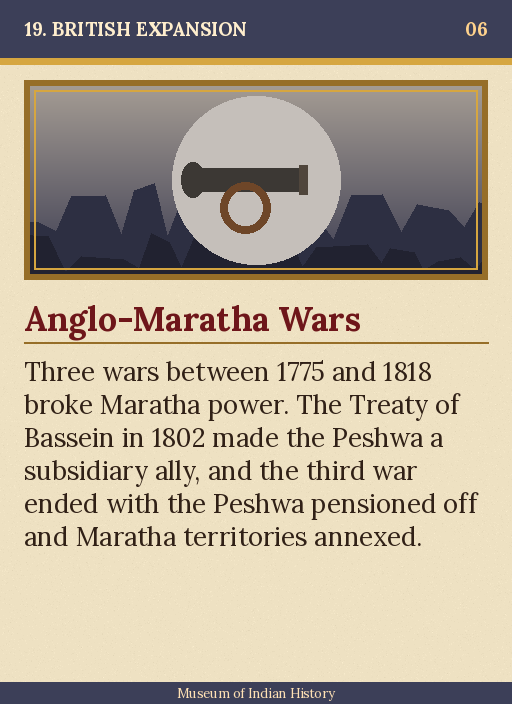 19. BRITISH EXPANSION 06
Anglo-Maratha Wars
Three wars between 1775 and 1818
broke Maratha power. The Treaty of
Bassein in 1802 made the Peshwa a
subsidiary ally, and the third war
ended with the Peshwa pensioned off
and Maratha territories annexed.
Museum of Indian History